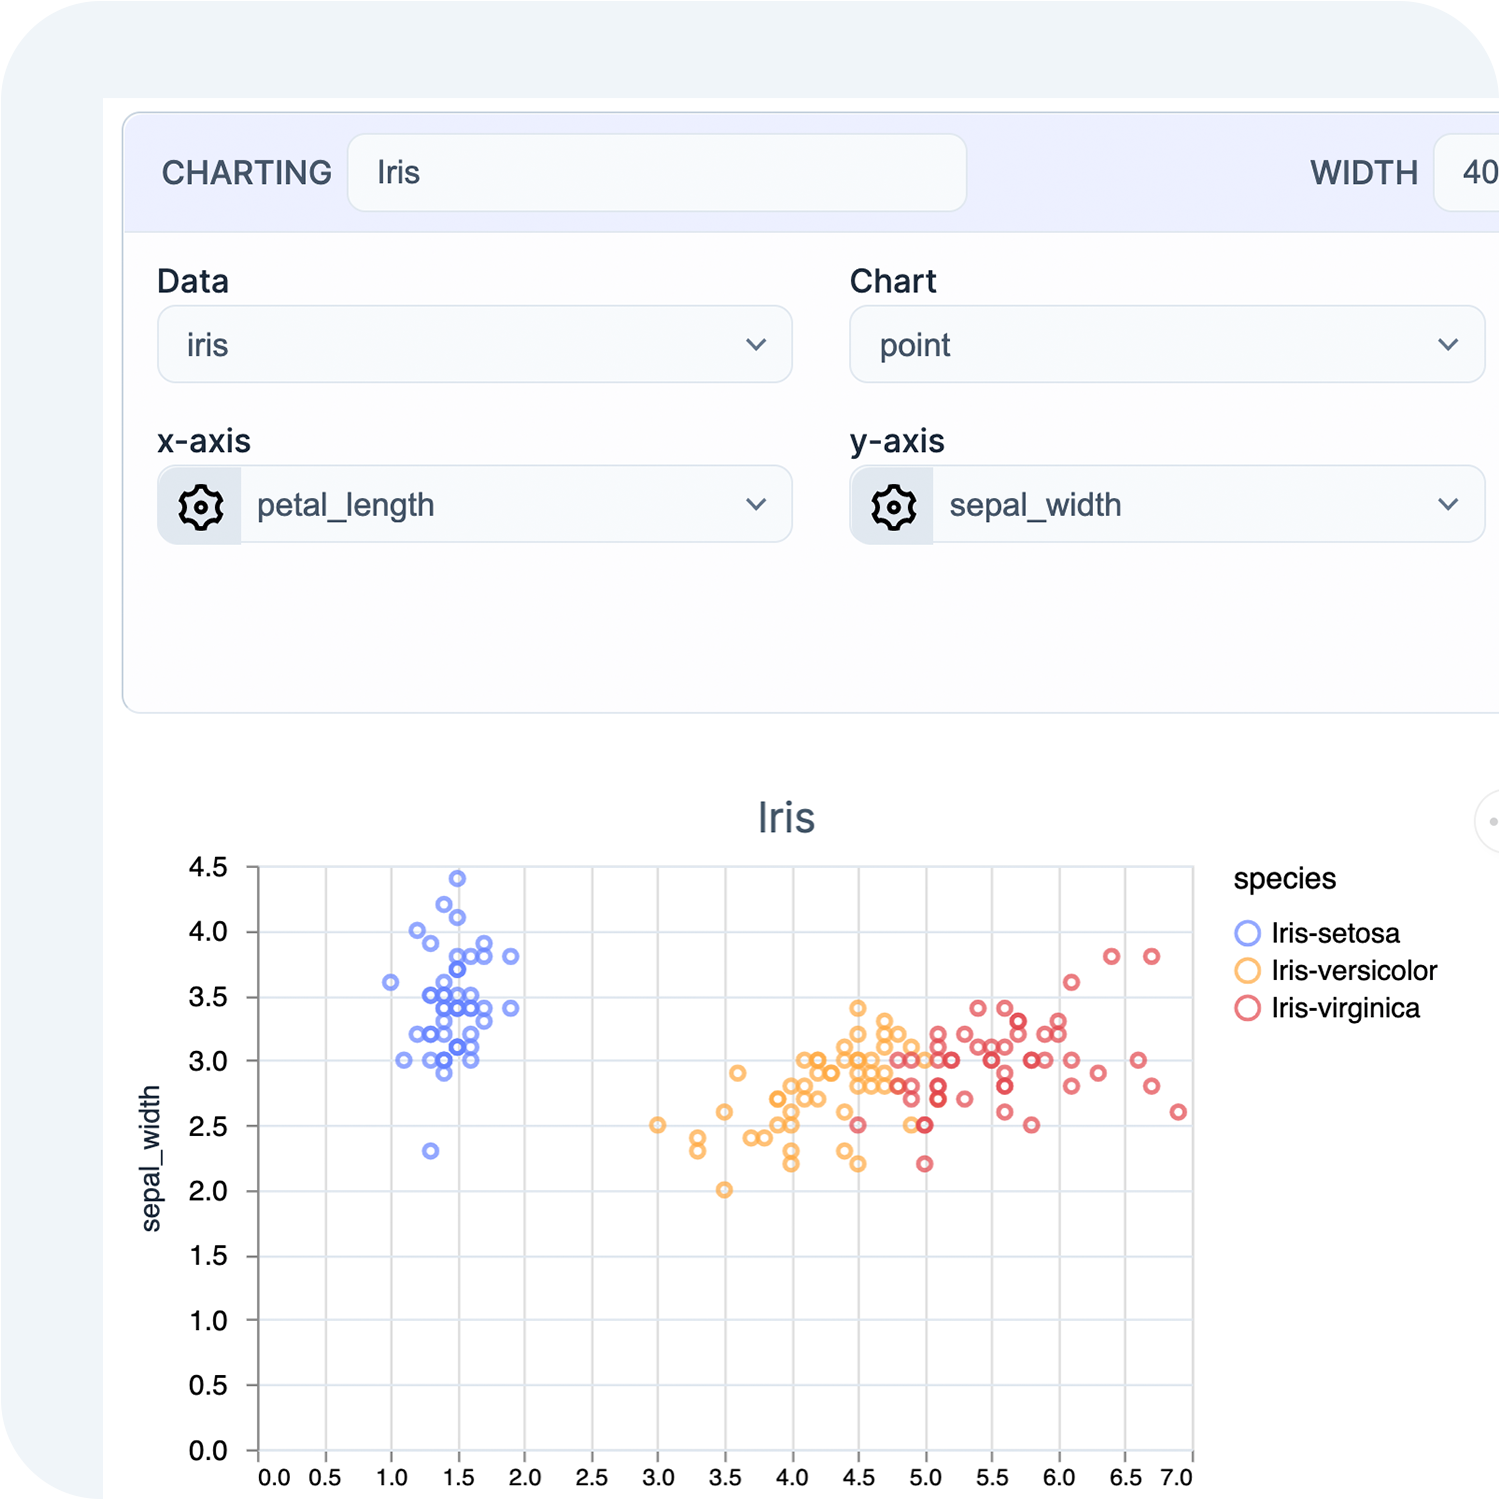 CHARTING Iris WIDTH 40
Data Chart
iris point
x-axis y-axis
petal_length sepal_width
Iris
species
Iris-setosa
Iris-versicolor
Iris-virginica
sepal_width
4.5
4.0
3.5
3.0
2.5
2.0
1.5
1.0
0.5
0.0
0.0 0.5 1.0 1.5 2.0 2.5 3.0 3.5 4.0 4.5 5.0 5.5 6.0 6.5 7.0